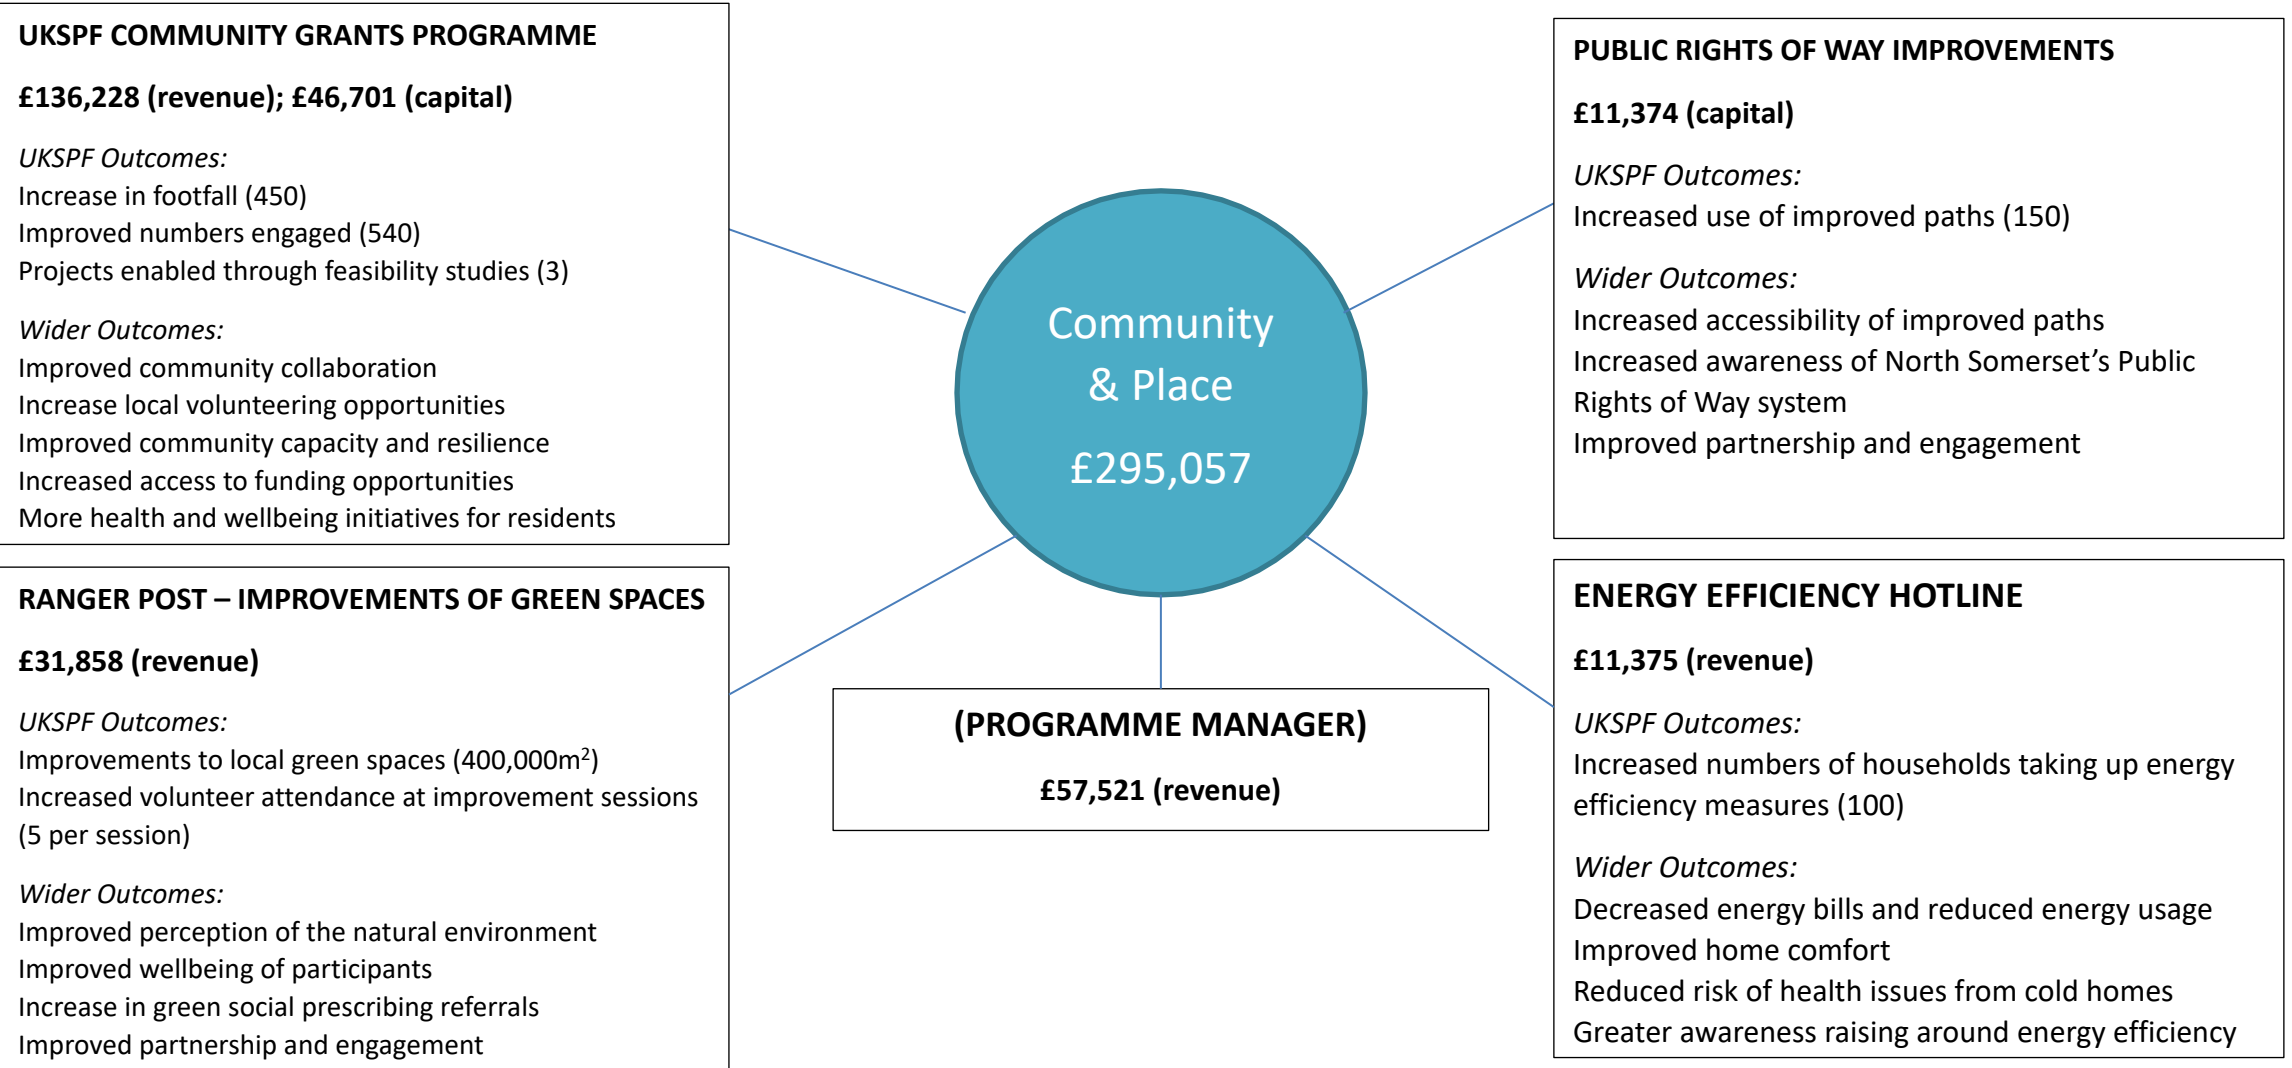 UKSPF COMMUNITY GRANTS PROGRAMME
£136,228 (revenue); £46,701 (capital)
UKSPF Outcomes:
Increase in footfall (450)
Improved numbers engaged (540)
Projects enabled through feasibility studies (3)
Wider Outcomes:
Improved community collaboration
Increase local volunteering opportunities
Improved community capacity and resilience
Increased access to funding opportunities
More health and wellbeing initiatives for residents
RANGER POST – IMPROVEMENTS OF GREEN SPACES
£31,858 (revenue)
UKSPF Outcomes:
Improvements to local green spaces (400,000m²)
Increased volunteer attendance at improvement sessions
(5 per session)
Wider Outcomes:
Improved perception of the natural environment
Improved wellbeing of participants
Increase in green social prescribing referrals
Improved partnership and engagement
Community
& Place
£295,057
(PROGRAMME MANAGER)
£57,521 (revenue)
PUBLIC RIGHTS OF WAY IMPROVEMENTS
£11,374 (capital)
UKSPF Outcomes:
Increased use of improved paths (150)
Wider Outcomes:
Increased accessibility of improved paths
Increased awareness of North Somerset’s Public
Rights of Way system
Improved partnership and engagement
ENERGY EFFICIENCY HOTLINE
£11,375 (revenue)
UKSPF Outcomes:
Increased numbers of households taking up energy
efficiency measures (100)
Wider Outcomes:
Decreased energy bills and reduced energy usage
Improved home comfort
Reduced risk of health issues from cold homes
Greater awareness raising around energy efficiency